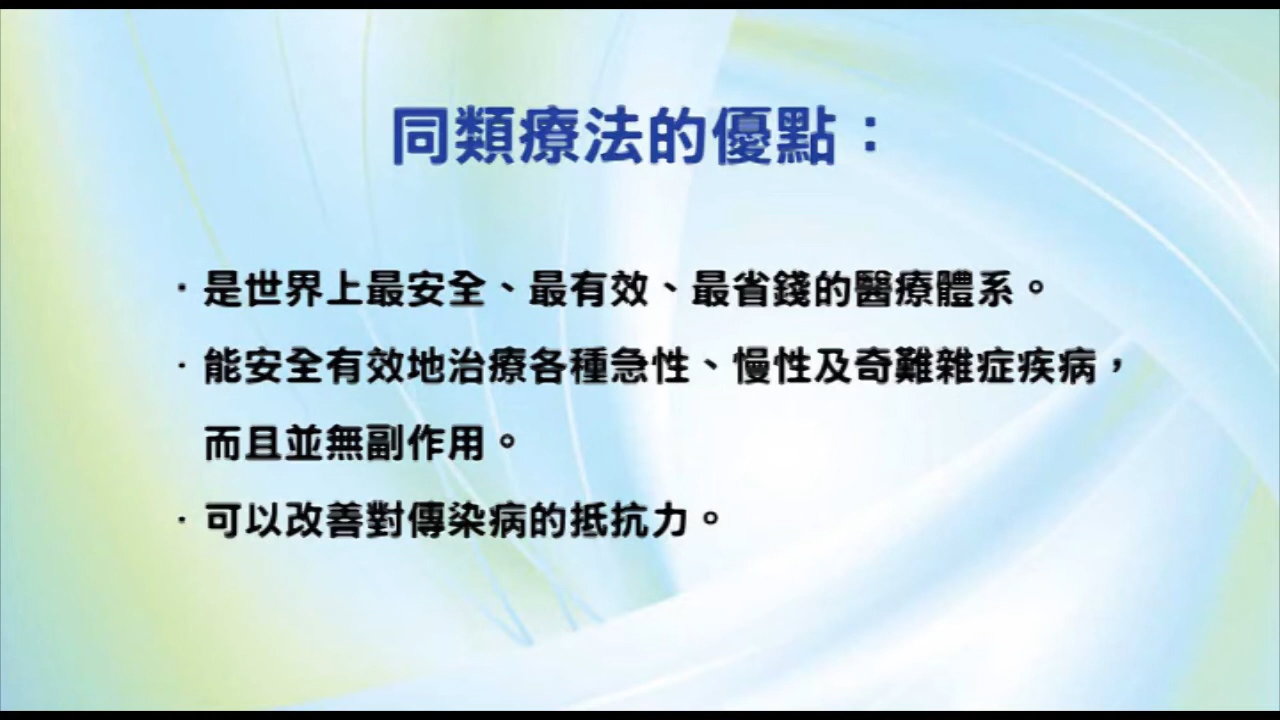 同類療法的優點：
· 是世界上最安全、最有效、最省錢的醫療體系。
· 能安全有效地治療各種急性、慢性及奇難雜症疾病，
而且並無副作用。
· 可以改善對傳染病的抵抗力。